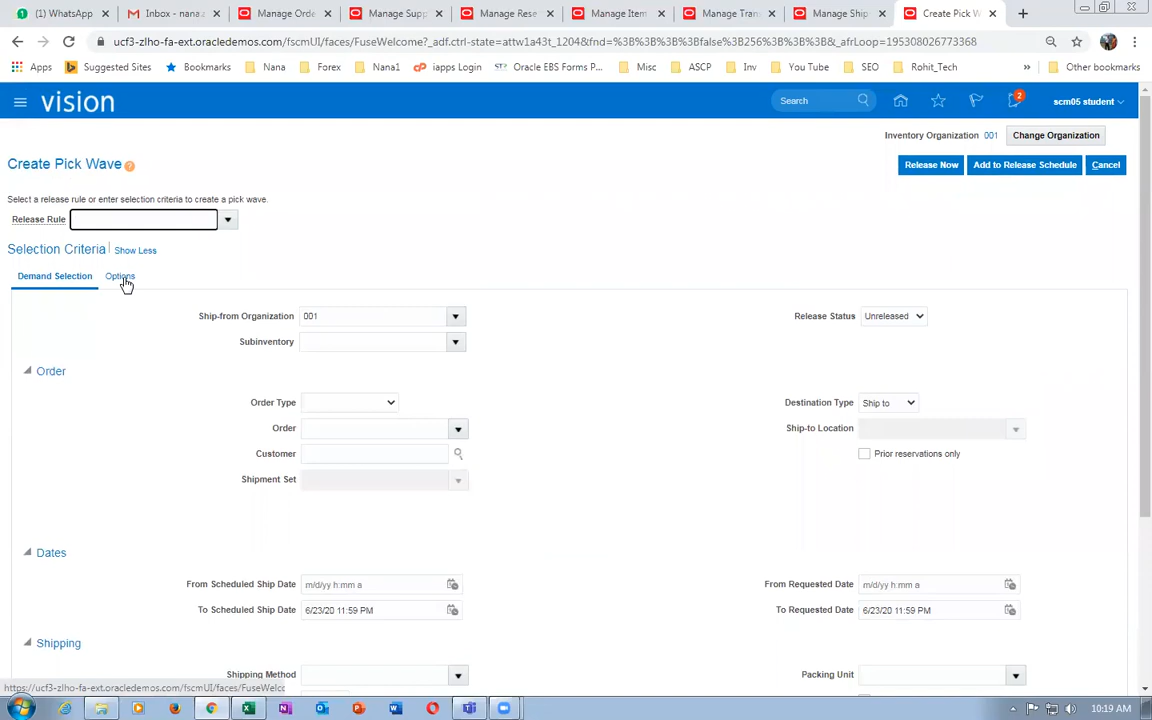 (1) WhatsApp
Inbox - nana.z
Manage Orde
Manage Supp
Manage Rese
Manage Item
Manage Tran
Manage Ship
Create Pick W
ucf3-zlho-fa-ext.oracledemos.com/fscmUI/faces/FuseWelcome?_adf.ctrl-state=attw1a43t_1204&fnd=%3B%3B%3B%3Bfalse%3B256%3B%3B%3B&_afrLoop=195308026773368
Apps
Suggested Sites
Bookmarks
Nana
Forex
Nana1
iapps Login
Oracle EBS Forms P...
Misc
ASCP
Inv
You Tube
SEO
Rohit_Tech
»
Other bookmarks
vision
Search
2
scm05 student
Inventory Organization 001 Change Organization
Create Pick Wave
Release Now Add to Release Schedule Cancel
Select a release rule or enter selection criteria to create a pick wave.
Release Rule
Selection Criteria Show Less
Demand Selection Options
Ship-from Organization 001
Release Status Unreleased
Subinventory
Order
Order Type
Destination Type Ship to
Order
Ship-to Location
Customer
Prior reservations only
Shipment Set
Dates
From Scheduled Ship Date m/d/yy h:mm a
From Requested Date m/d/yy h:mm a
To Scheduled Ship Date 6/23/20 11:59 PM
To Requested Date 6/23/20 11:59 PM
Shipping
Shipping Method
Packing Unit
https://ucf3-zlho-fa-ext.oracledemos.com/fscmUI/faces/FuseWelc
10:19 AM